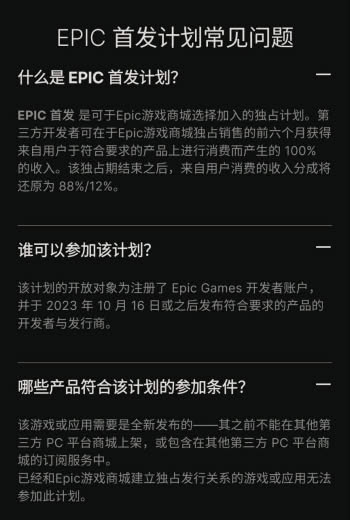 EPIC 首发计划常见问题
什么是 EPIC 首发计划？
EPIC 首发 是可于Epic游戏商城选择加入的独占计划。第
三方开发者可在于Epic游戏商城独占销售的前六个月获得
来自用户于符合要求的产品上进行消费而产生的 100%
的收入。该独占期结束之后，来自用户消费的收入分成将
还原为 88%/12%。
谁可以参加该计划？
该计划的开放对象为注册了 Epic Games 开发者账户，
并于 2023 年 10 月 16 日或之后发布符合要求的产品的
开发者与发行商。
哪些产品符合该计划的参加条件？
该游戏或应用需要是全新发布的——其之前不能在其他第
三方 PC 平台商城上架，或包含在其他第三方 PC 平台商
城的订阅服务中。
已经和Epic游戏商城建立独占发行关系的游戏或应用无法
参加此计划。